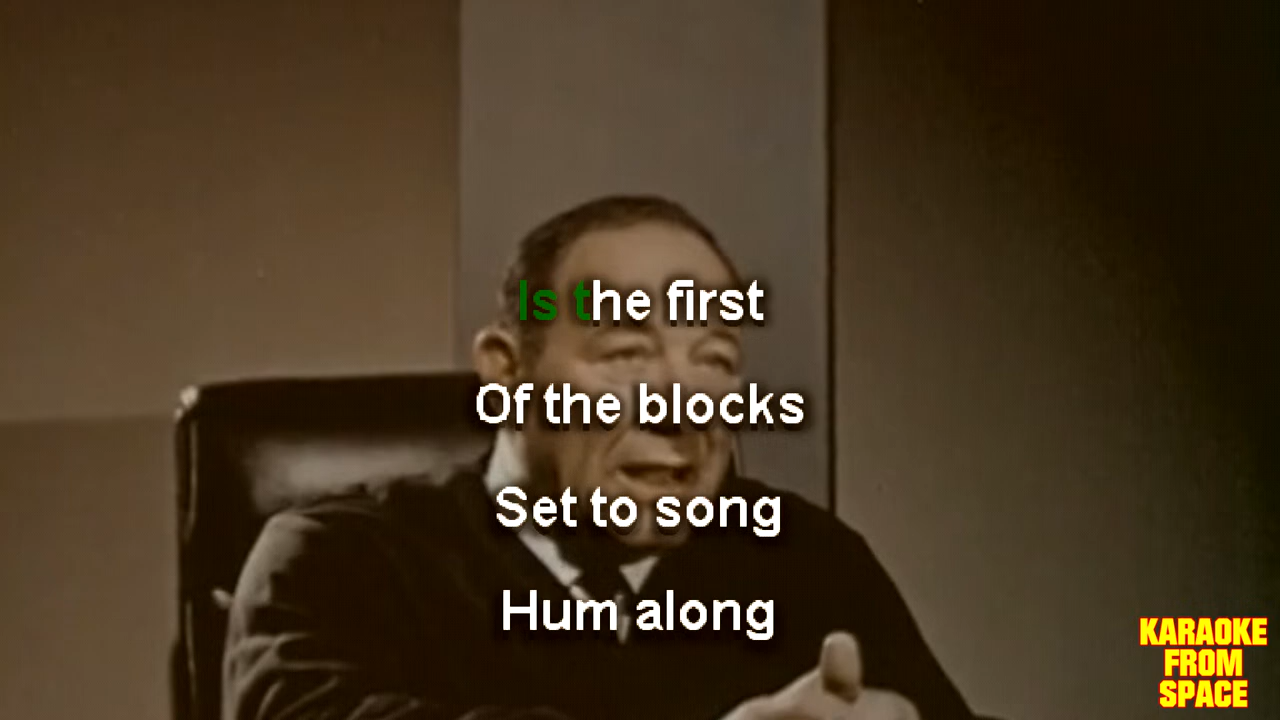 Is the first
Of the blocks
Set to song
Hum along
KARAOKE
FROM
SPACE